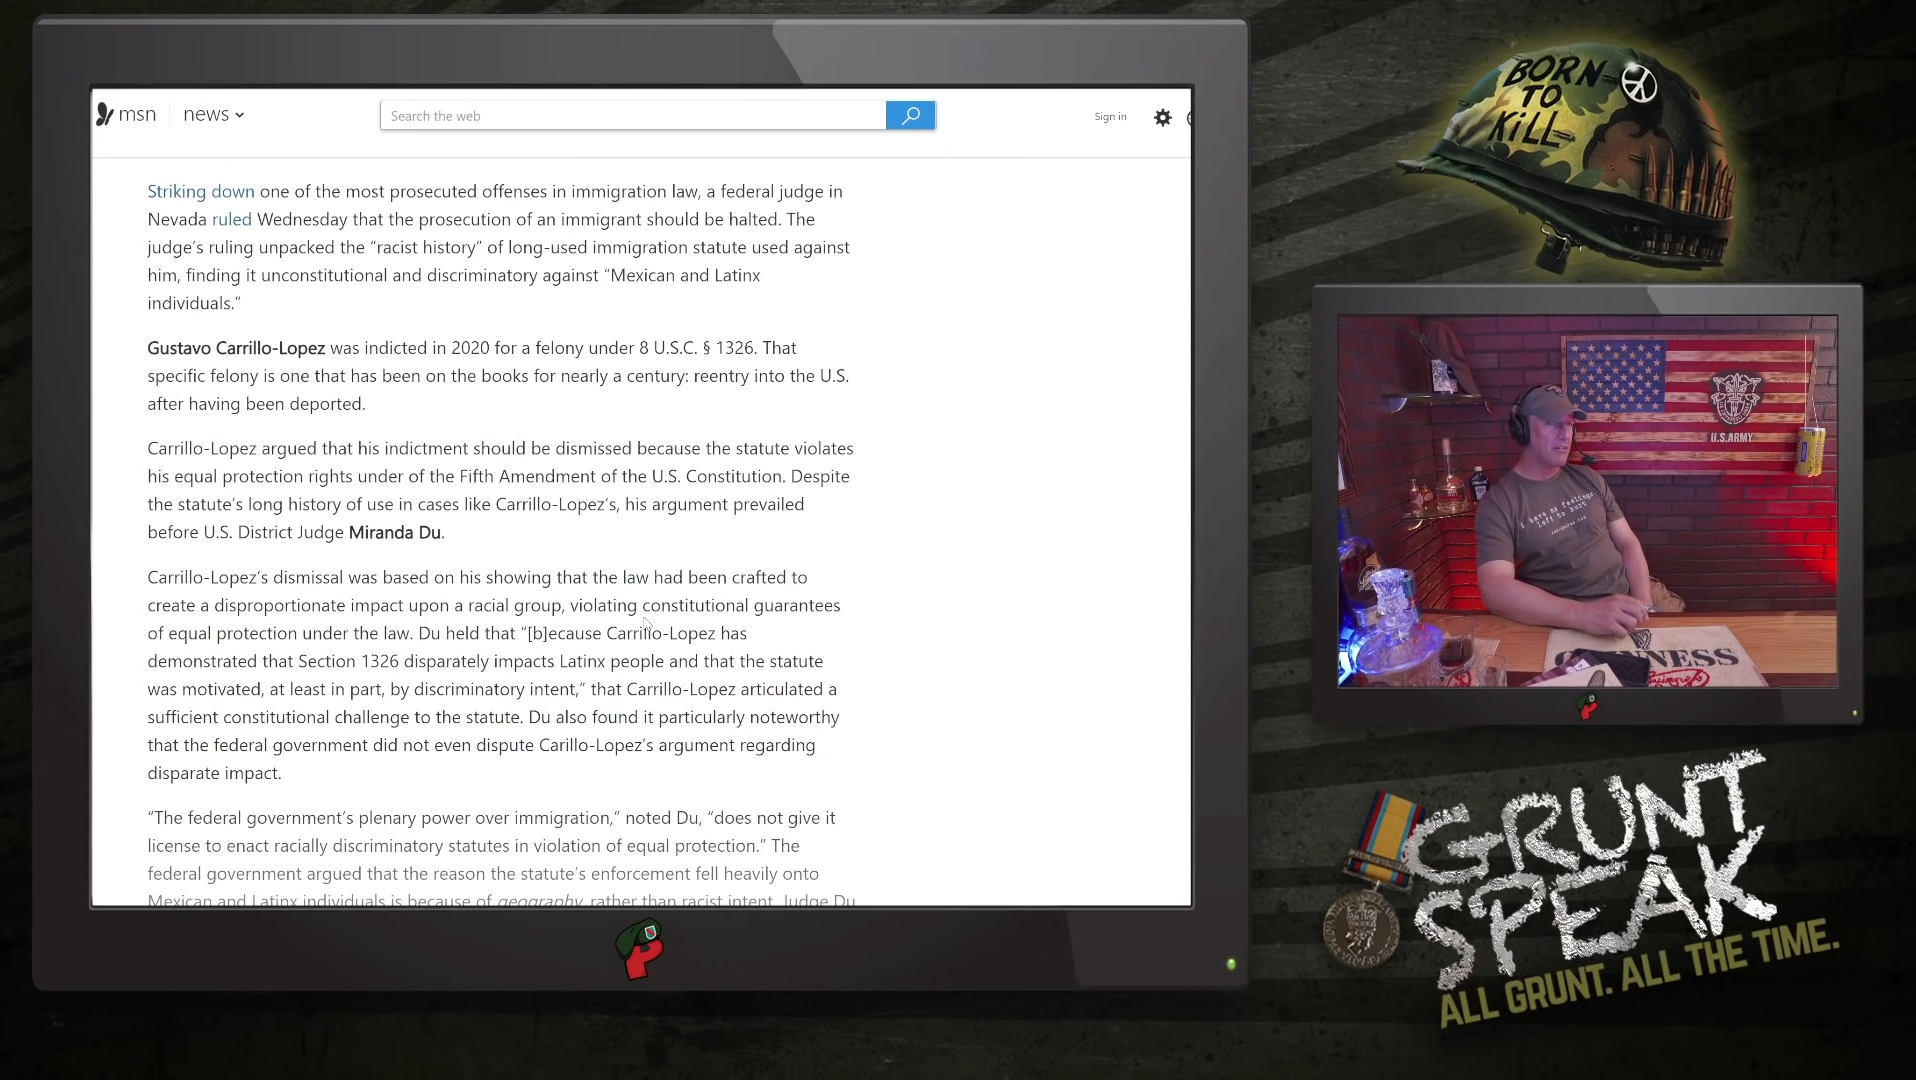 msn
news
Search the web
Sign in
Striking down one of the most prosecuted offenses in immigration law, a federal judge in
Nevada ruled Wednesday that the prosecution of an immigrant should be halted. The
judge’s ruling unpacked the “racist history” of long-used immigration statute used against
him, finding it unconstitutional and discriminatory against “Mexican and Latinx
individuals.”
Gustavo Carrillo-Lopez was indicted in 2020 for a felony under 8 U.S.C. § 1326. That
specific felony is one that has been on the books for nearly a century: reentry into the U.S.
after having been deported.
Carrillo-Lopez argued that his indictment should be dismissed because the statute violates
his equal protection rights under of the Fifth Amendment of the U.S. Constitution. Despite
the statute’s long history of use in cases like Carrillo-Lopez’s, his argument prevailed
before U.S. District Judge Miranda Du.
Carrillo-Lopez’s dismissal was based on his showing that the law had been crafted to
create a disproportionate impact upon a racial group, violating constitutional guarantees
of equal protection under the law. Du held that “[b]ecause Carrillo-Lopez has
demonstrated that Section 1326 disparately impacts Latinx people and that the statute
was motivated, at least in part, by discriminatory intent,” that Carrillo-Lopez articulated a
sufficient constitutional challenge to the statute. Du also found it particularly noteworthy
that the federal government did not even dispute Carillo-Lopez’s argument regarding
disparate impact.
“The federal government’s plenary power over immigration,” noted Du, “does not give it
license to enact racially discriminatory statutes in violation of equal protection.” The
federal government argued that the reason the statute’s enforcement fell heavily onto
Mexican and Latinx individuals is because of geography, rather than racist intent. Judge Du
BORN
TO
KILL
U.S.ARMY
i have no feelings
left to hurt
GUINNESS
GRUNT
SPEAK
ALL GRUNT. ALL THE TIME.